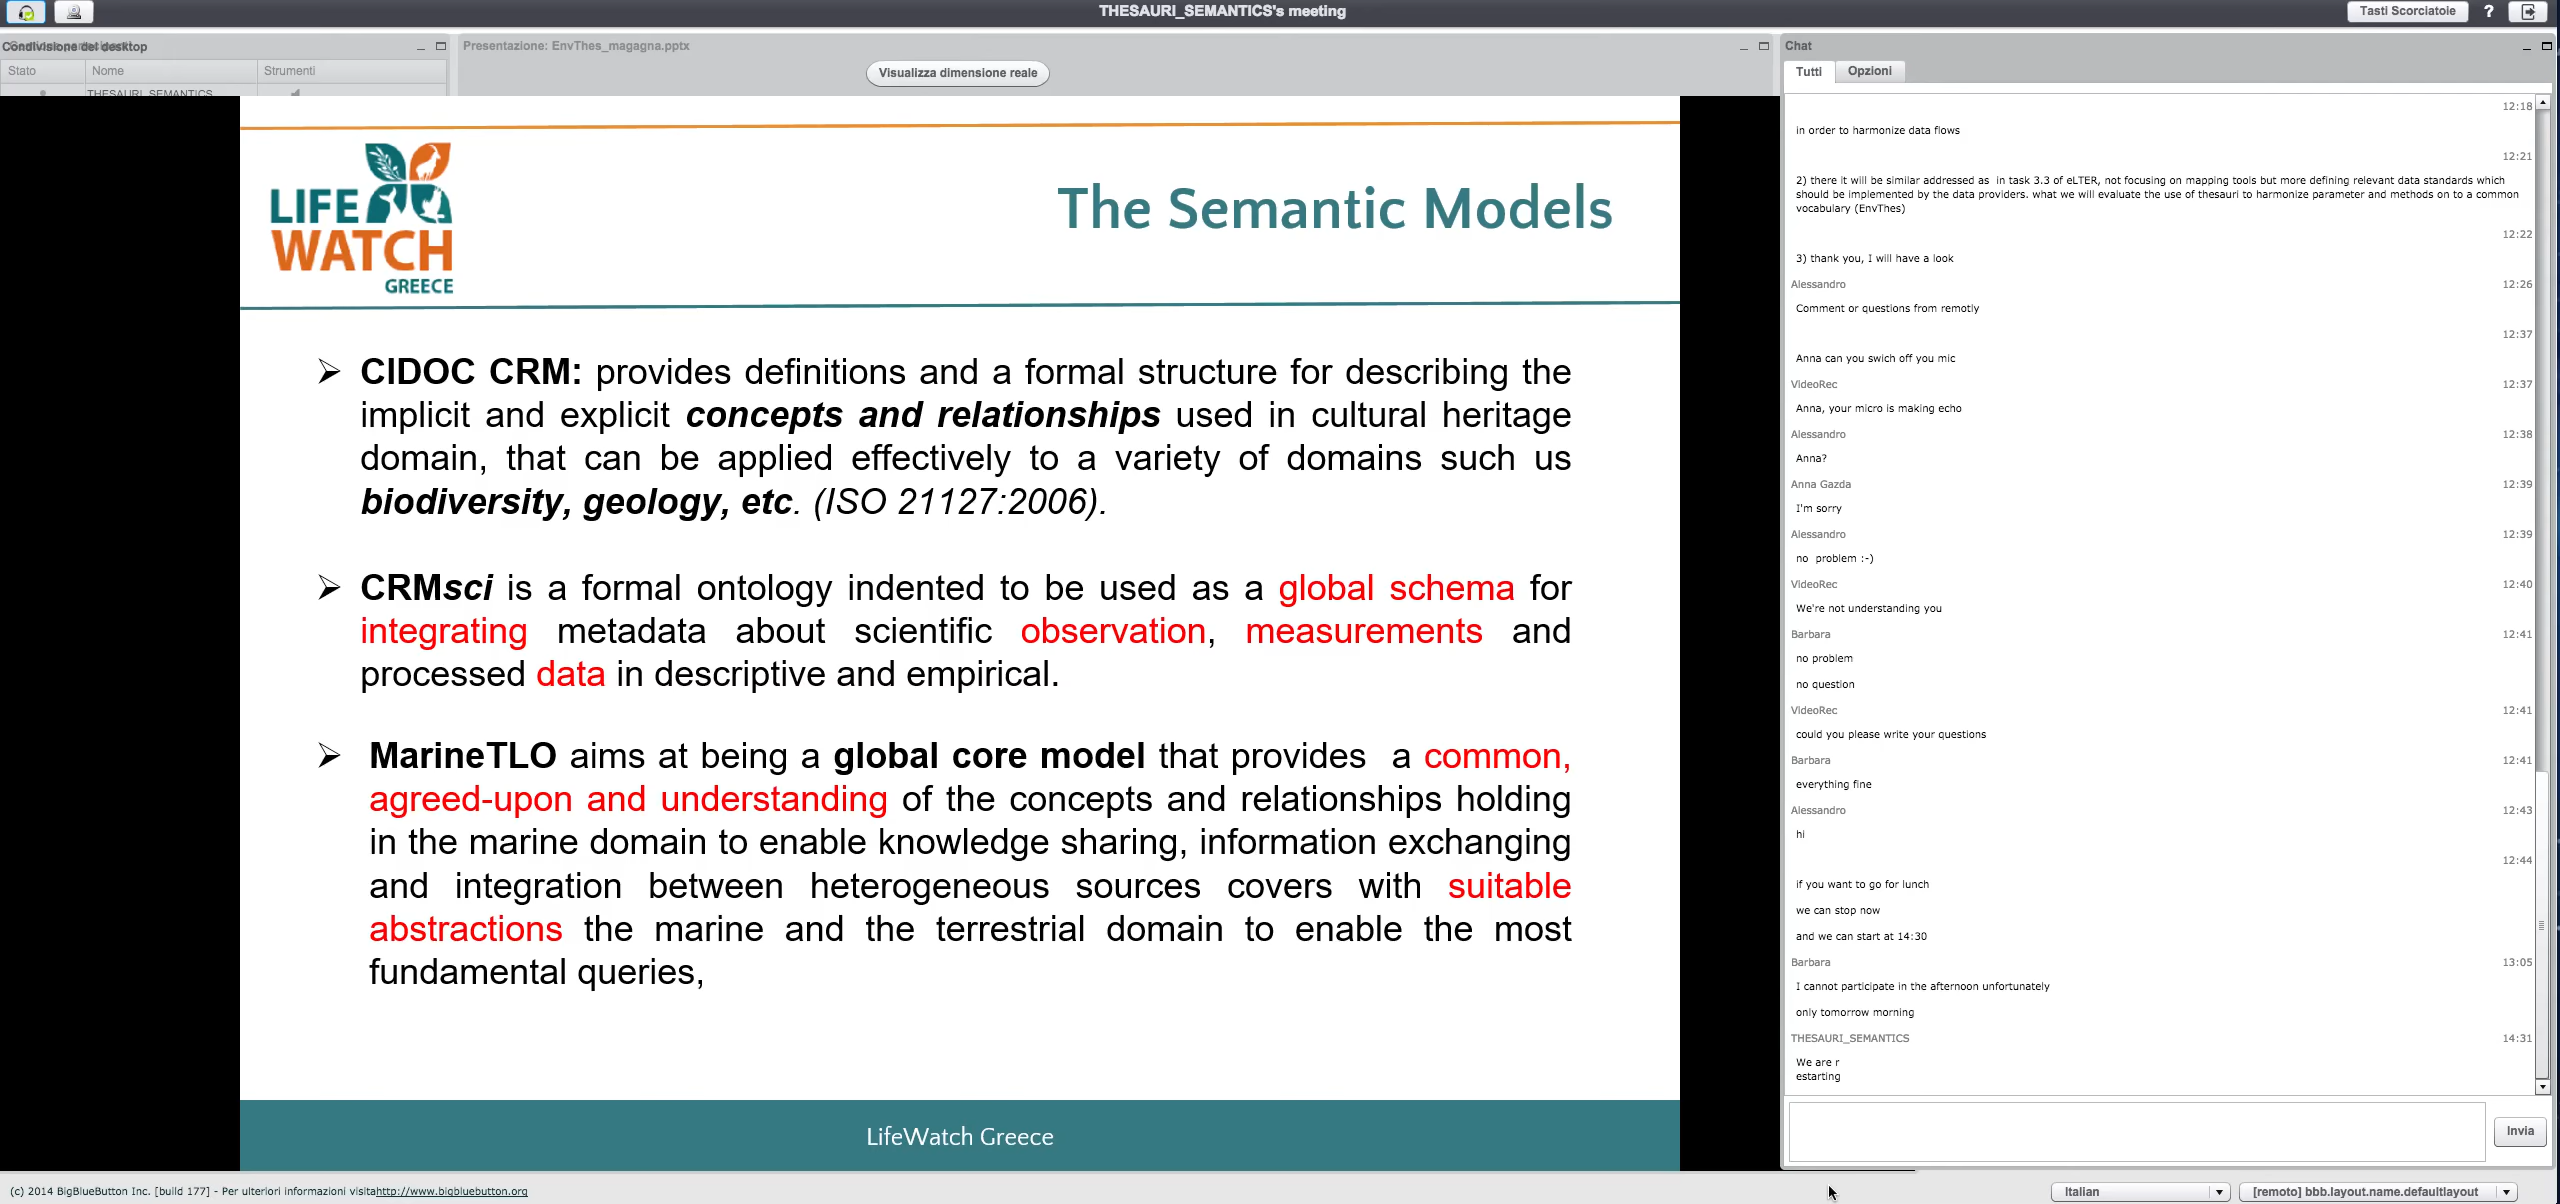 THESAURI_SEMANTICS's meeting
Tasti Scorciatoie
?
Condivisione del desktop
Stato Nome Strumenti
THESAURI_SEMANTICS
Presentazione: EnvThes_magagna.pptx
Visualizza dimensione reale
LIFE
WATCH
GREECE
The Semantic Models
➢ CIDOC CRM: provides definitions and a formal structure for describing the
implicit and explicit concepts and relationships used in cultural heritage
domain, that can be applied effectively to a variety of domains such us
biodiversity, geology, etc. (ISO 21127:2006).
➢ CRMsci is a formal ontology indented to be used as a global schema for
integrating metadata about scientific observation, measurements and
processed data in descriptive and empirical.
➢ MarineTLO aims at being a global core model that provides a common,
agreed-upon and understanding of the concepts and relationships holding
in the marine domain to enable knowledge sharing, information exchanging
and integration between heterogeneous sources covers with suitable
abstractions the marine and the terrestrial domain to enable the most
fundamental queries,
LifeWatch Greece
Chat
Tutti Opzioni
12:18
in order to harmonize data flows
12:21
2) there it will be similar addressed as in task 3.3 of eLTER, not focusing on mapping tools but more defining relevant data standards which
should be implemented by the data providers. what we will evaluate the use of thesauri to harmonize parameter and methods on to a common
vocabulary (EnvThes)
12:22
3) thank you, I will have a look
Alessandro 12:26
Comment or questions from remotly
12:37
Anna can you swich off you mic
VideoRec 12:37
Anna, your micro is making echo
Alessandro 12:38
Anna?
Anna Gazda 12:39
I'm sorry
Alessandro 12:39
no problem :-)
VideoRec 12:40
We're not understanding you
Barbara 12:41
no problem
no question
VideoRec 12:41
could you please write your questions
Barbara 12:41
everything fine
Alessandro 12:43
hi
12:44
if you want to go for lunch
we can stop now
and we can start at 14:30
Barbara 13:05
I cannot participate in the afternoon unfortunately
only tomorrow morning
THESAURI_SEMANTICS 14:31
We are r
estarting
Invia
(c) 2014 BigBlueButton Inc. [build 177] - Per ulteriori informazioni visitahttp://www.bigbluebutton.org
Italian
[remoto] bbb.layout.name.defaultlayout